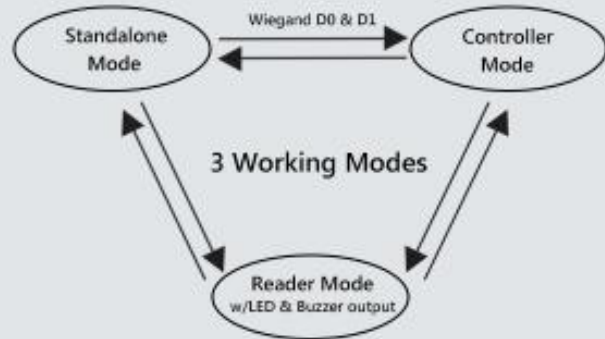 Wiegand D0 & D1
Standalone
Mode
Controller
Mode
3 Working Modes
Reader Mode
w/LED & Buzzer output